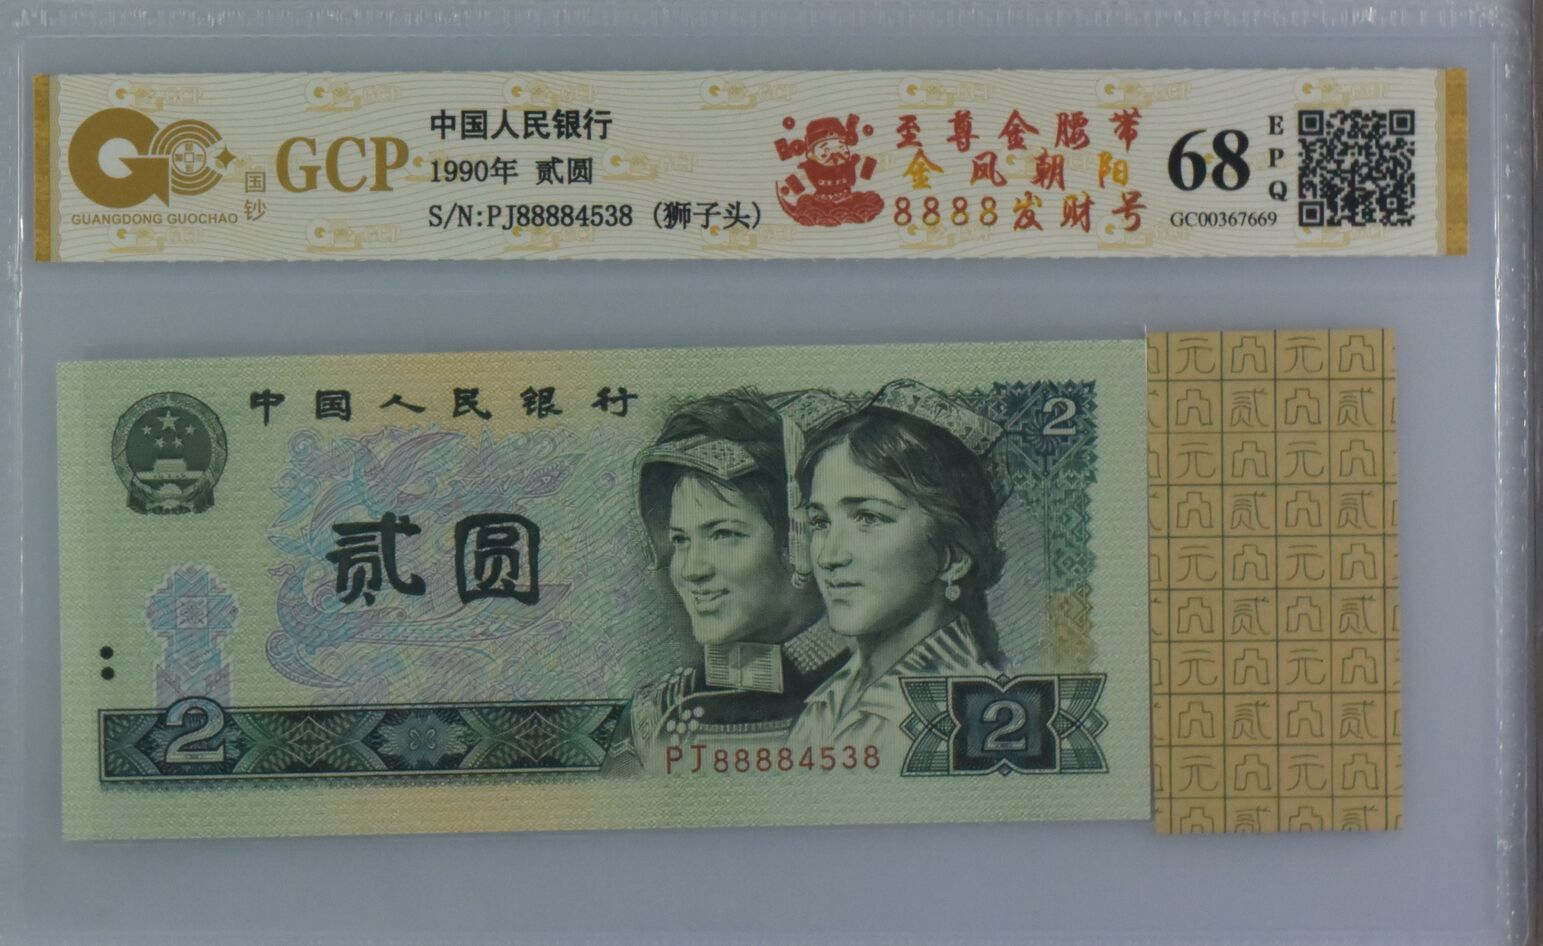 GUANGDONG GUOCHAO
国钞
GCP
中国人民银行
1990年 贰圆
S/N:PJ88884538 (狮子头)
至尊金腰带
金凤朝阳
8888发财号
68
EPQ
GC00367669
中国人民银行
贰圆
2
2
2
PJ88884538